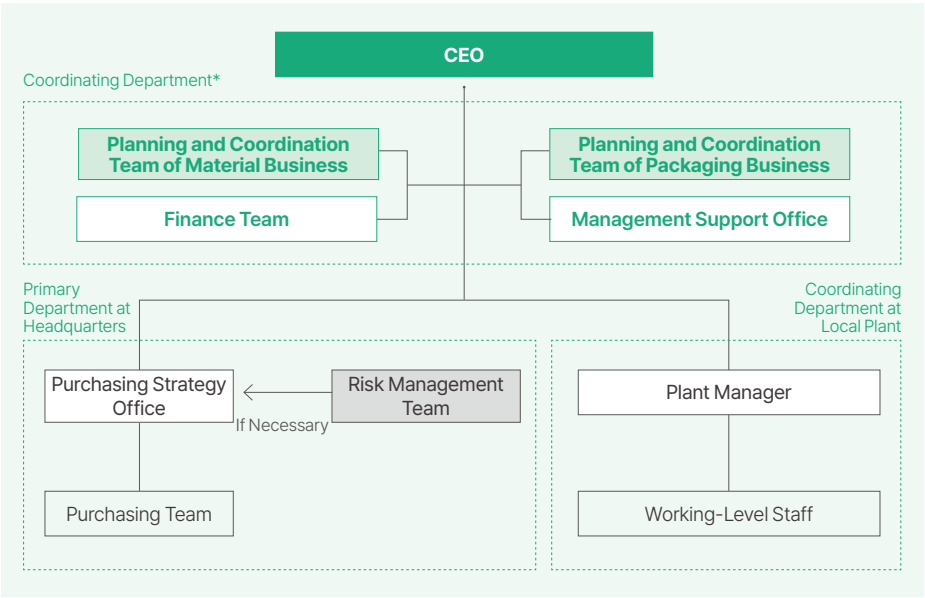 CEO
Coordinating Department*
Planning and Coordination
Team of Material Business
Planning and Coordination
Team of Packaging Business
Finance Team
Management Support Office
Primary
Department at
Headquarters
Coordinating
Department at
Local Plant
Purchasing Strategy
Office
If Necessary
Risk Management
Team
Plant Manager
Purchasing Team
Working-Level Staff